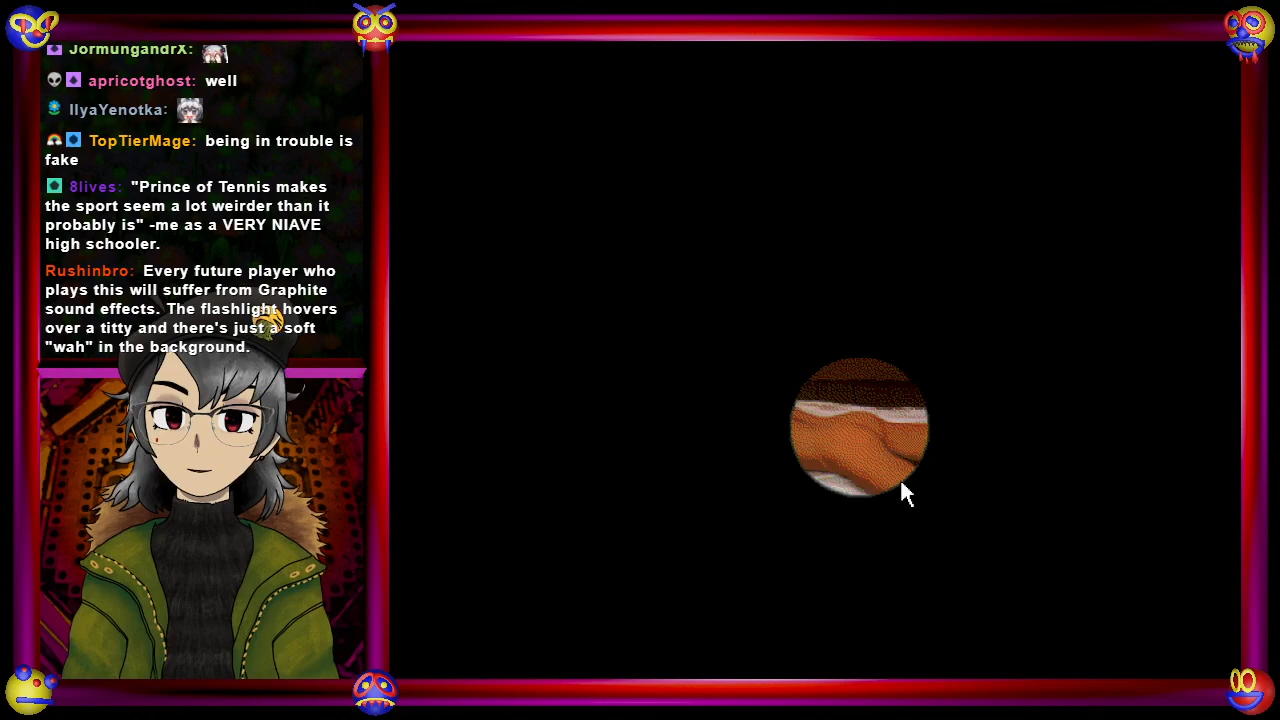 JormungandrX:
apricotghost: well
IlyaYenotka:
TopTierMage: being in trouble is
fake
8lives: "Prince of Tennis makes
the sport seem a lot weirder than it
probably is" -me as a VERY NIAVE
high schooler.
Rushinbro: Every future player who
plays this will suffer from Graphite
sound effects. The flashlight hovers
over a titty and there's just a soft
"wah" in the background.